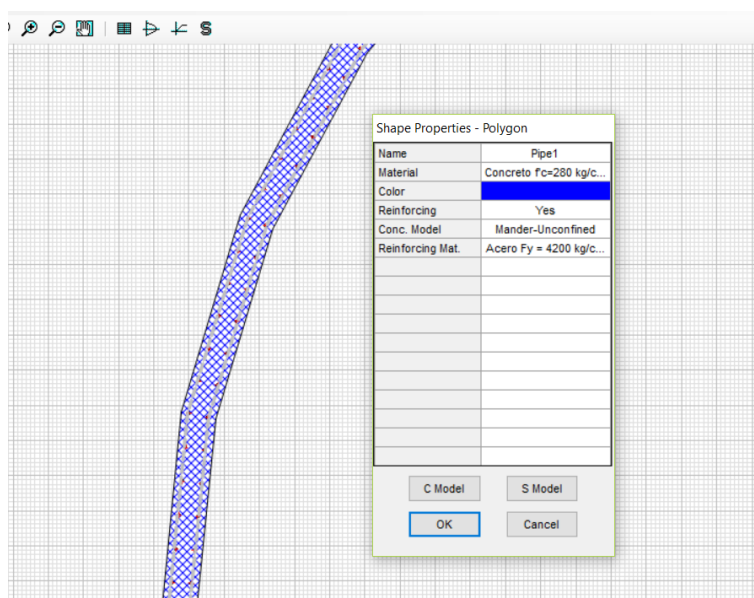 S
Shape Properties - Polygon
Name Pipe1
Material Concreto f'c=280 kg/c...
Color
Reinforcing Yes
Conc. Model Mander-Unconfined
Reinforcing Mat. Acero Fy = 4200 kg/c...
C Model S Model
OK Cancel